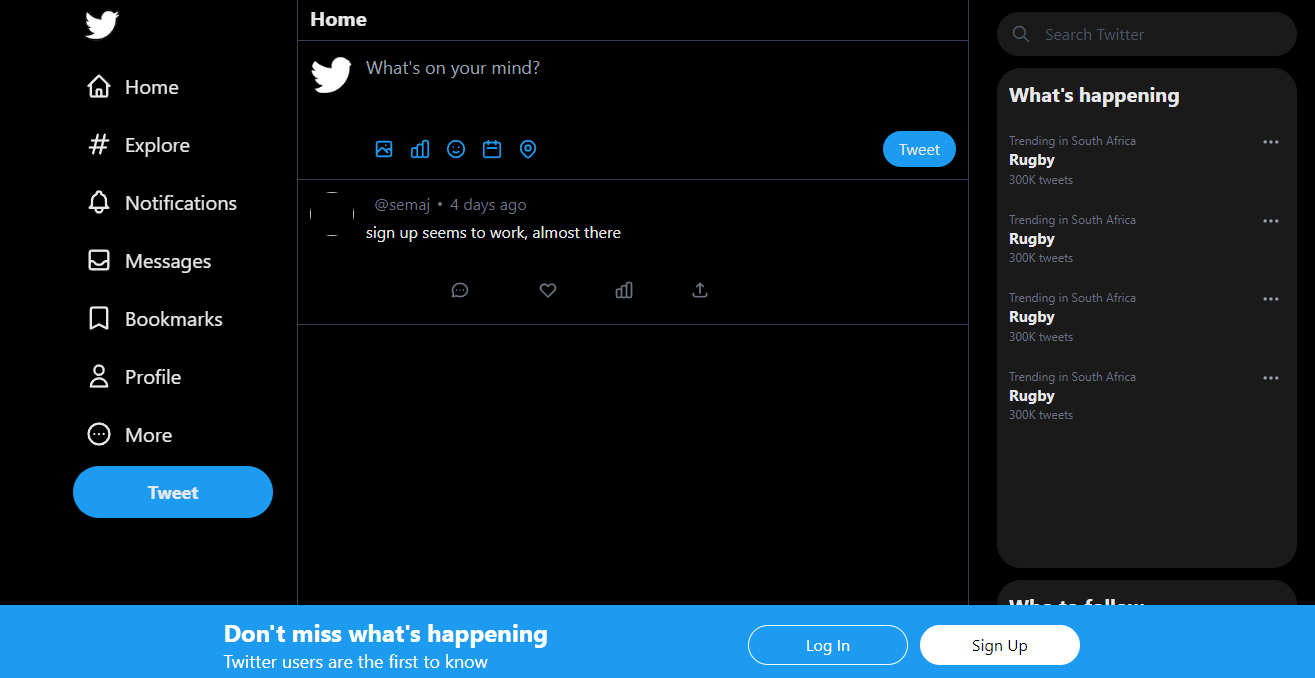 Home
Explore
Notifications
Messages
Bookmarks
Profile
More
Tweet
Home
What's on your mind?
Tweet
@semaj • 4 days ago
sign up seems to work, almost there
Search Twitter
What's happening
Trending in South Africa
Rugby
300K tweets
Trending in South Africa
Rugby
300K tweets
Trending in South Africa
Rugby
300K tweets
Trending in South Africa
Rugby
300K tweets
Who to follow
Don't miss what's happening
Twitter users are the first to know
Log In
Sign Up